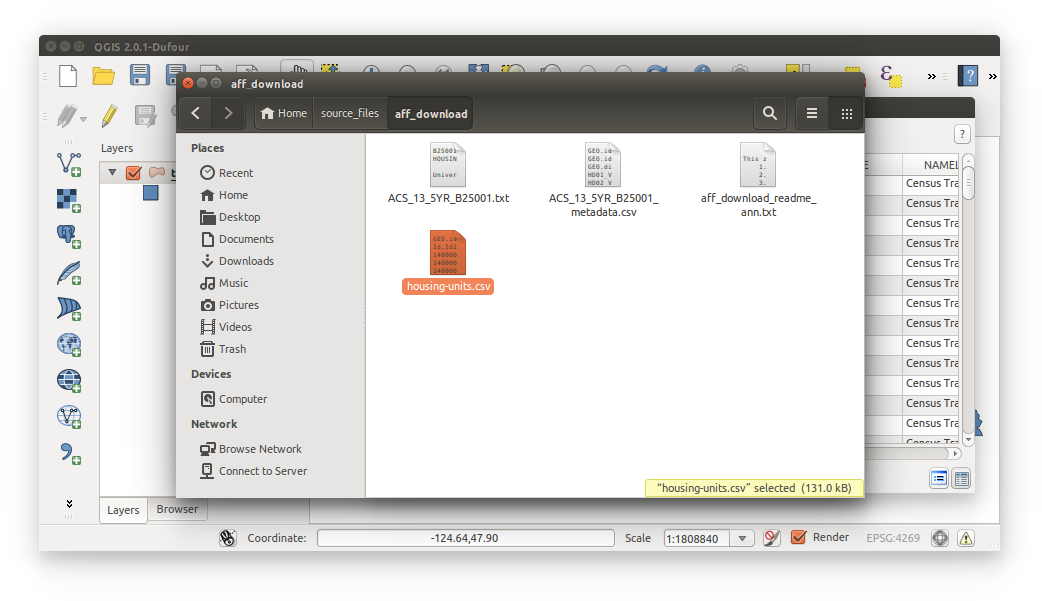 QGIS 2.0.1-Dufour
aff_download
Home
source_files
aff_download
Layers
Places
Recent
Home
Desktop
Documents
Downloads
Music
Pictures
Videos
Trash
Devices
Computer
Network
Browse Network
Connect to Server
B25001
HOUSIN
Univer
ACS_13_5YR_B25001.txt
GEO.id
GEO.id
GEO.di
HD01_V
HD02_V
ACS_13_5YR_B25001_
metadata.csv
This z
1.
2.
3.
aff_download_readme_
ann.txt
GEO.id
Id,Id2
140000
140000
140000
housing-units.csv
"housing-units.csv" selected (131.0 kB)
?
?
E
NAMEL
Census Tra
Census Tra
Census Tra
Census Tra
Census Tra
Census Tra
Census Tra
Census Tra
Census Tra
Census Tra
Census Tra
Census Tra
Census Tra
Census Tra
Layers
Browser
Coordinate:
-124.64,47.90
Scale
1:1808840
Render
EPSG:4269